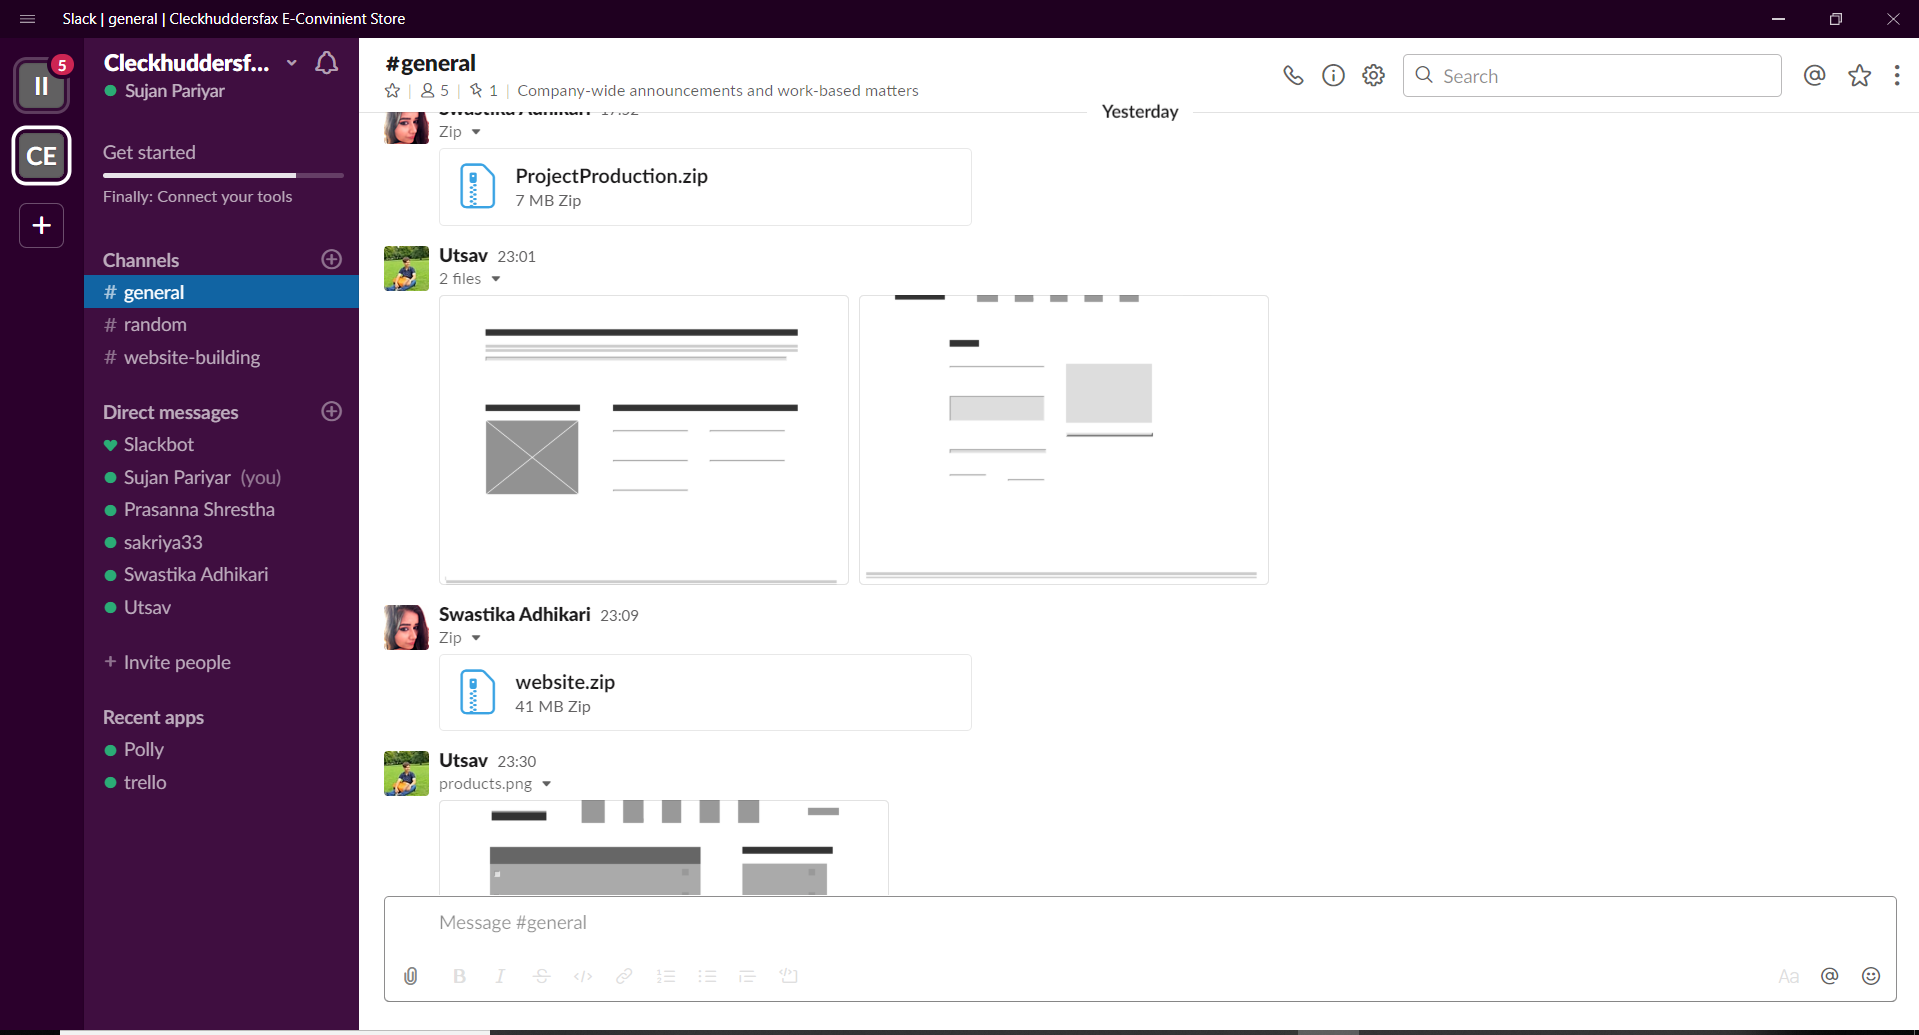 Slack | general | Cleckhuddersfax E-Convinient Store
5
II
CE
+
Cleckhuddersf...
Sujan Pariyar
Get started
Finally: Connect your tools
Channels
# general
# random
# website-building
Direct messages
Slackbot
Sujan Pariyar (you)
Prasanna Shrestha
sakriya33
Swastika Adhikari
Utsav
+ Invite people
Recent apps
Polly
trello
#general
5 | 1 | Company-wide announcements and work-based matters
Search
Yesterday
Swastika Adhikari 17:52
Zip
ProjectProduction.zip
7 MB Zip
Utsav 23:01
2 files
Swastika Adhikari 23:09
Zip
website.zip
41 MB Zip
Utsav 23:30
products.png
Message #general
B I S </> Aa @